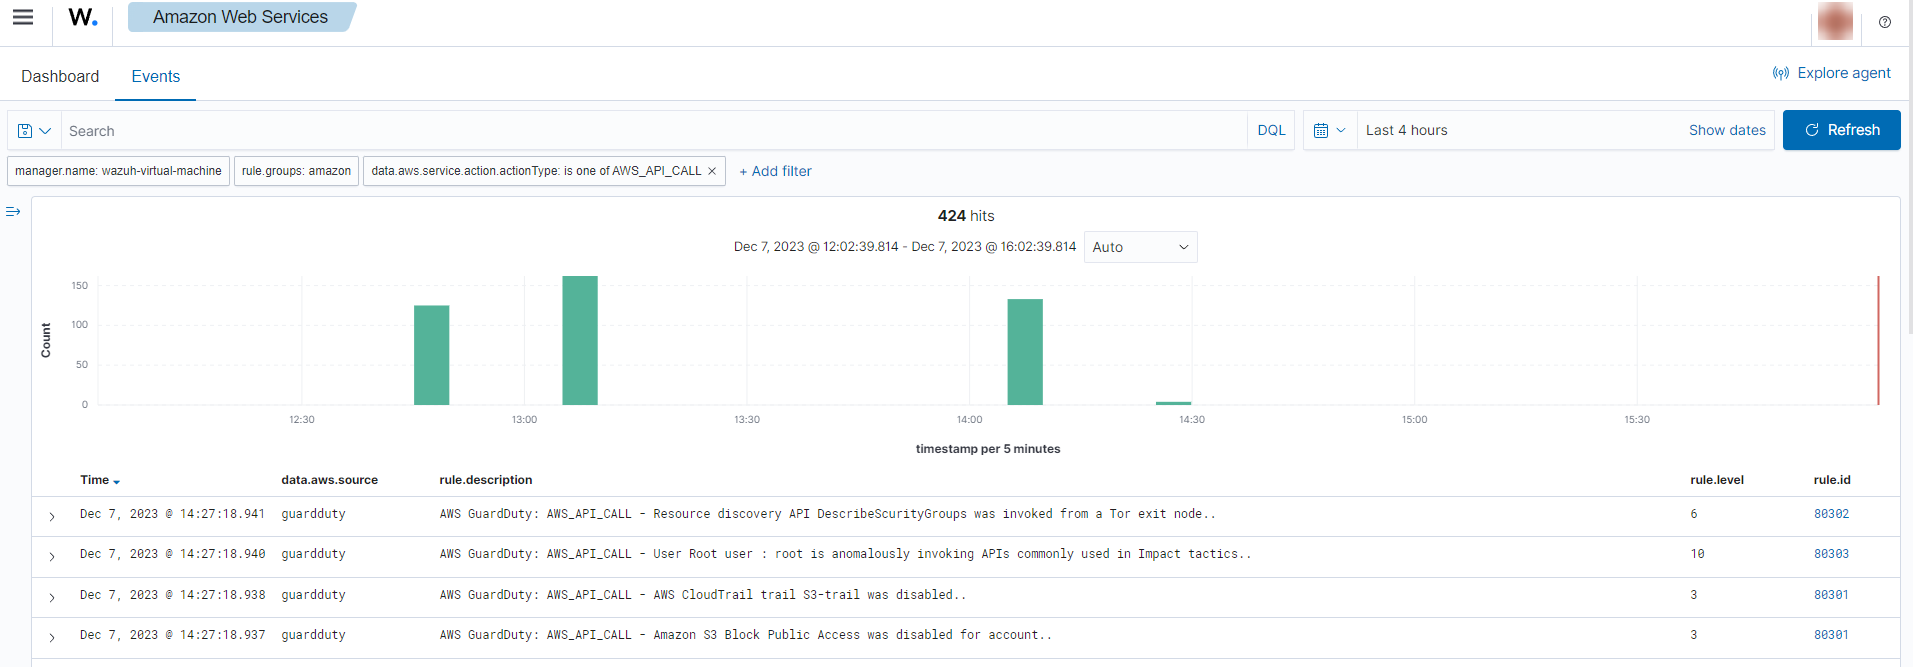 W. Amazon Web Services
Dashboard Events Explore agent
Search DQL Last 4 hours Show dates Refresh
manager.name: wazuh-virtual-machine rule.groups: amazon data.aws.service.action.actionType: is one of AWS_API_CALL × + Add filter
424 hits
Dec 7, 2023 @ 12:02:39.814 - Dec 7, 2023 @ 16:02:39.814 Auto
150
100
50
0
Count
12:30 13:00 13:30 14:00 14:30 15:00 15:30
timestamp per 5 minutes
Time data.aws.source rule.description rule.level rule.id
Dec 7, 2023 @ 14:27:18.941 guardduty AWS GuardDuty: AWS_API_CALL - Resource discovery API DescribeScurityGroups was invoked from a Tor exit node.. 6 80302
Dec 7, 2023 @ 14:27:18.940 guardduty AWS GuardDuty: AWS_API_CALL - User Root user : root is anomalously invoking APIs commonly used in Impact tactics.. 10 80303
Dec 7, 2023 @ 14:27:18.938 guardduty AWS GuardDuty: AWS_API_CALL - AWS CloudTrail trail S3-trail was disabled.. 3 80301
Dec 7, 2023 @ 14:27:18.937 guardduty AWS GuardDuty: AWS_API_CALL - Amazon S3 Block Public Access was disabled for account.. 3 80301